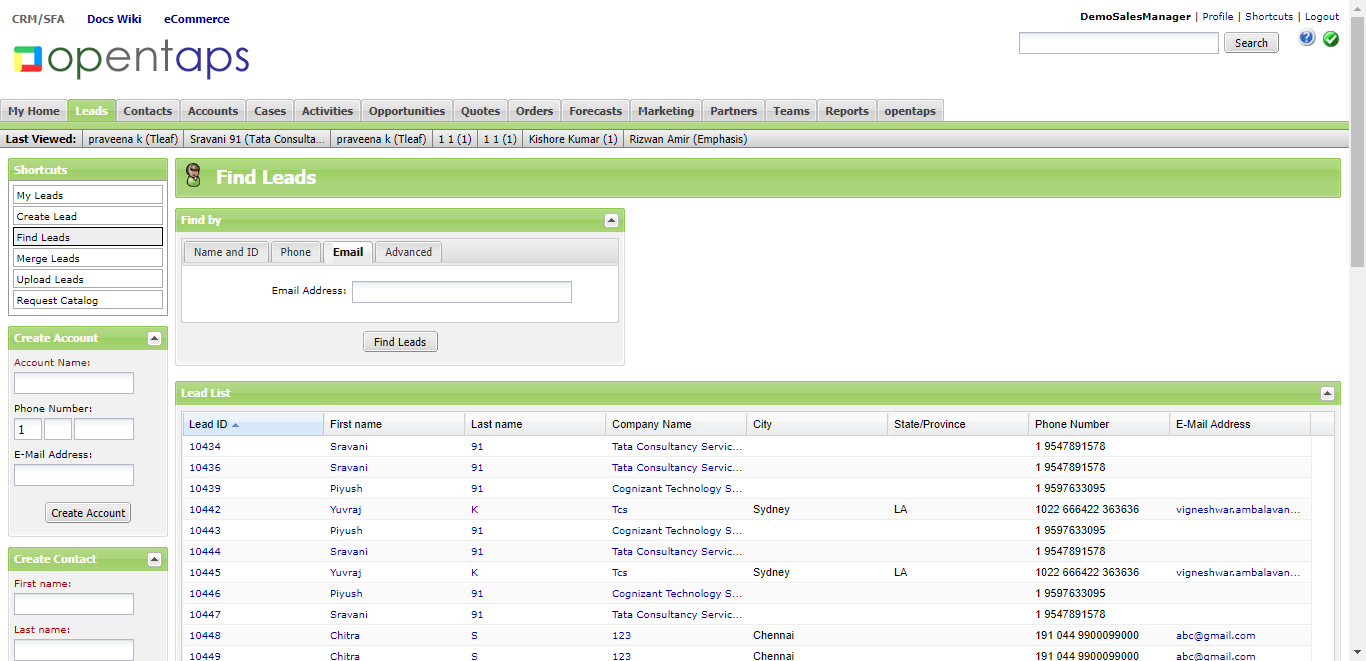 CRM/SFA Docs Wiki eCommerce
DemoSalesManager | Profile | Shortcuts | Logout
opentaps
Search
My Home Leads Contacts Accounts Cases Activities Opportunities Quotes Orders Forecasts Marketing Partners Teams Reports opentaps
Last Viewed: praveena k (Tleaf) Sravani 91 (Tata Consulta... praveena k (Tleaf) 1 1 (1) 1 1 (1) Kishore Kumar (1) Rizwan Amir (Emphasis)
Shortcuts
My Leads
Create Lead
Find Leads
Merge Leads
Upload Leads
Request Catalog
Create Account
Account Name:
Phone Number:
1
E-Mail Address:
Create Account
Create Contact
First name:
Last name:
Find Leads
Find by
Name and ID Phone Email Advanced
Email Address:
Find Leads
Lead List
Lead ID First name Last name Company Name City State/Province Phone Number E-Mail Address
10434 Sravani 91 Tata Consultancy Servic... 1 9547891578
10436 Sravani 91 Tata Consultancy Servic... 1 9547891578
10439 Piyush 91 Cognizant Technology S... 1 9597633095
10442 Yuvraj K Tcs Sydney LA 1022 666422 363636 vigneshwar.ambalavan...
10443 Piyush 91 Cognizant Technology S... 1 9597633095
10444 Sravani 91 Tata Consultancy Servic... 1 9547891578
10445 Yuvraj K Tcs Sydney LA 1022 666422 363636 vigneshwar.ambalavan...
10446 Piyush 91 Cognizant Technology S... 1 9597633095
10447 Sravani 91 Tata Consultancy Servic... 1 9547891578
10448 Chitra S 123 Chennai 191 044 9900099000 abc@gmail.com
10449 Chitra S 123 Chennai 191 044 9900099000 abc@gmail.com